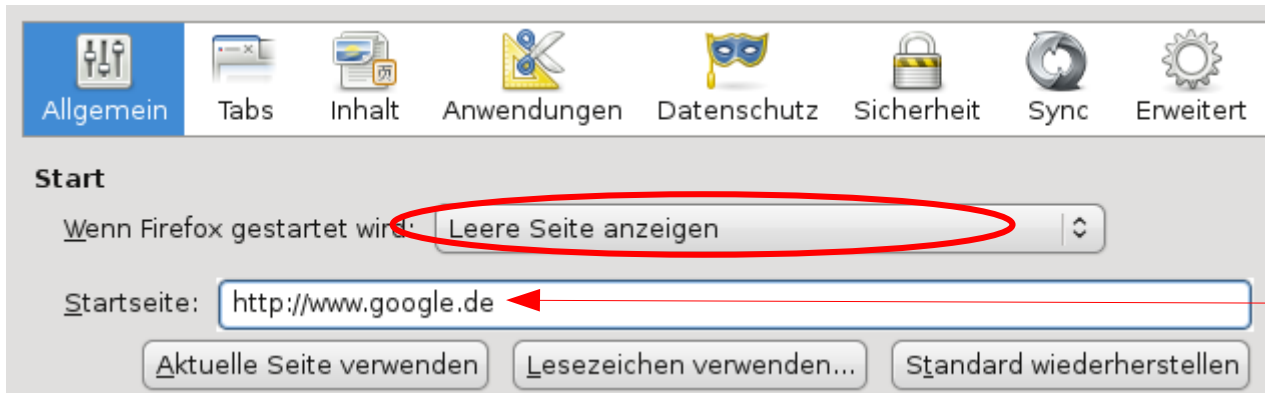 Allgemein Tabs Inhalt Anwendungen Datenschutz Sicherheit Sync Erweitert
Start
Wenn Firefox gestartet wird: Leere Seite anzeigen
Startseite: http://www.google.de
Aktuelle Seite verwenden Lesezeichen verwenden... Standard wiederherstellen